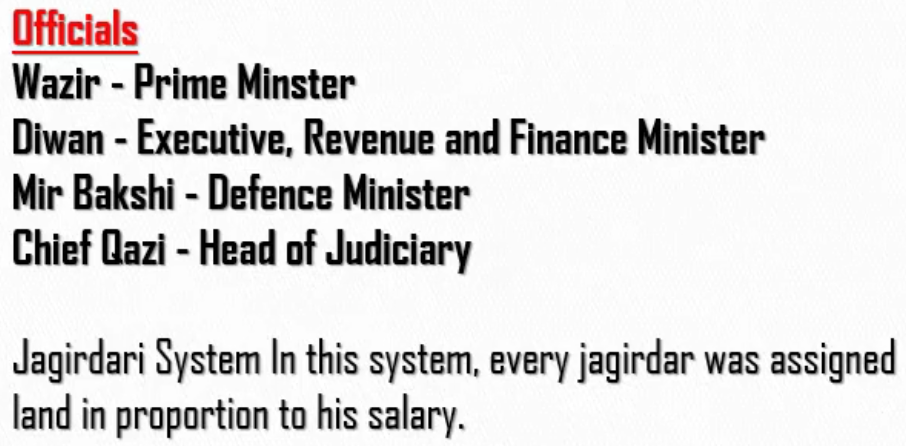 Officials
Wazir - Prime Minster
Diwan - Executive, Revenue and Finance Minister
Mir Bakshi - Defence Minister
Chief Qazi - Head of Judiciary
Jagirdari System In this system, every jagirdar was assigned
land in proportion to his salary.